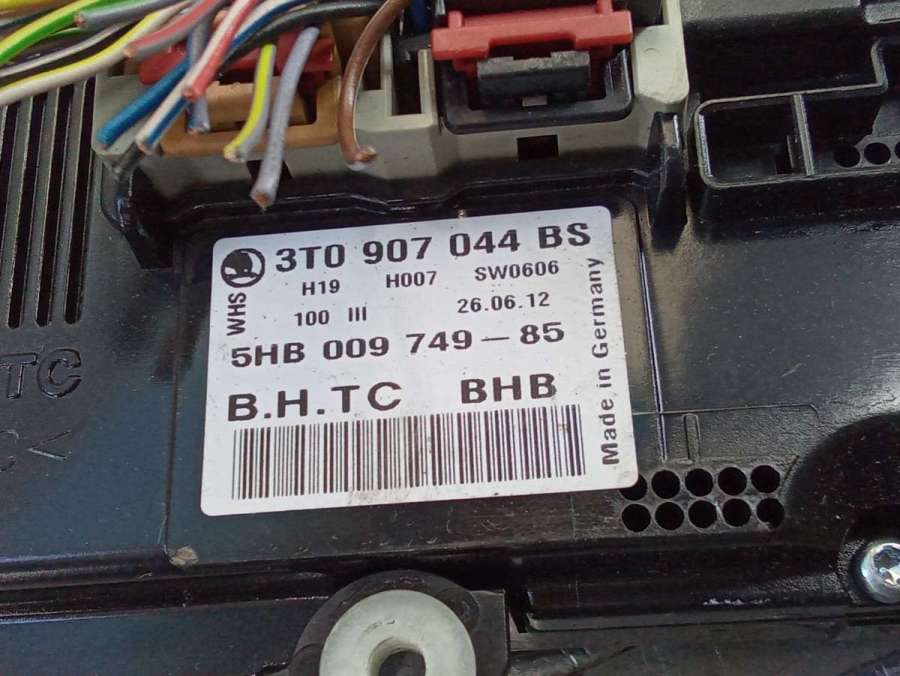 3T0 907 044 BS
H19 H007 SW0606
WHS
100 III 26.06.12
5HB 009 749-85
B.H.TC BHB
Made in Germany
TC